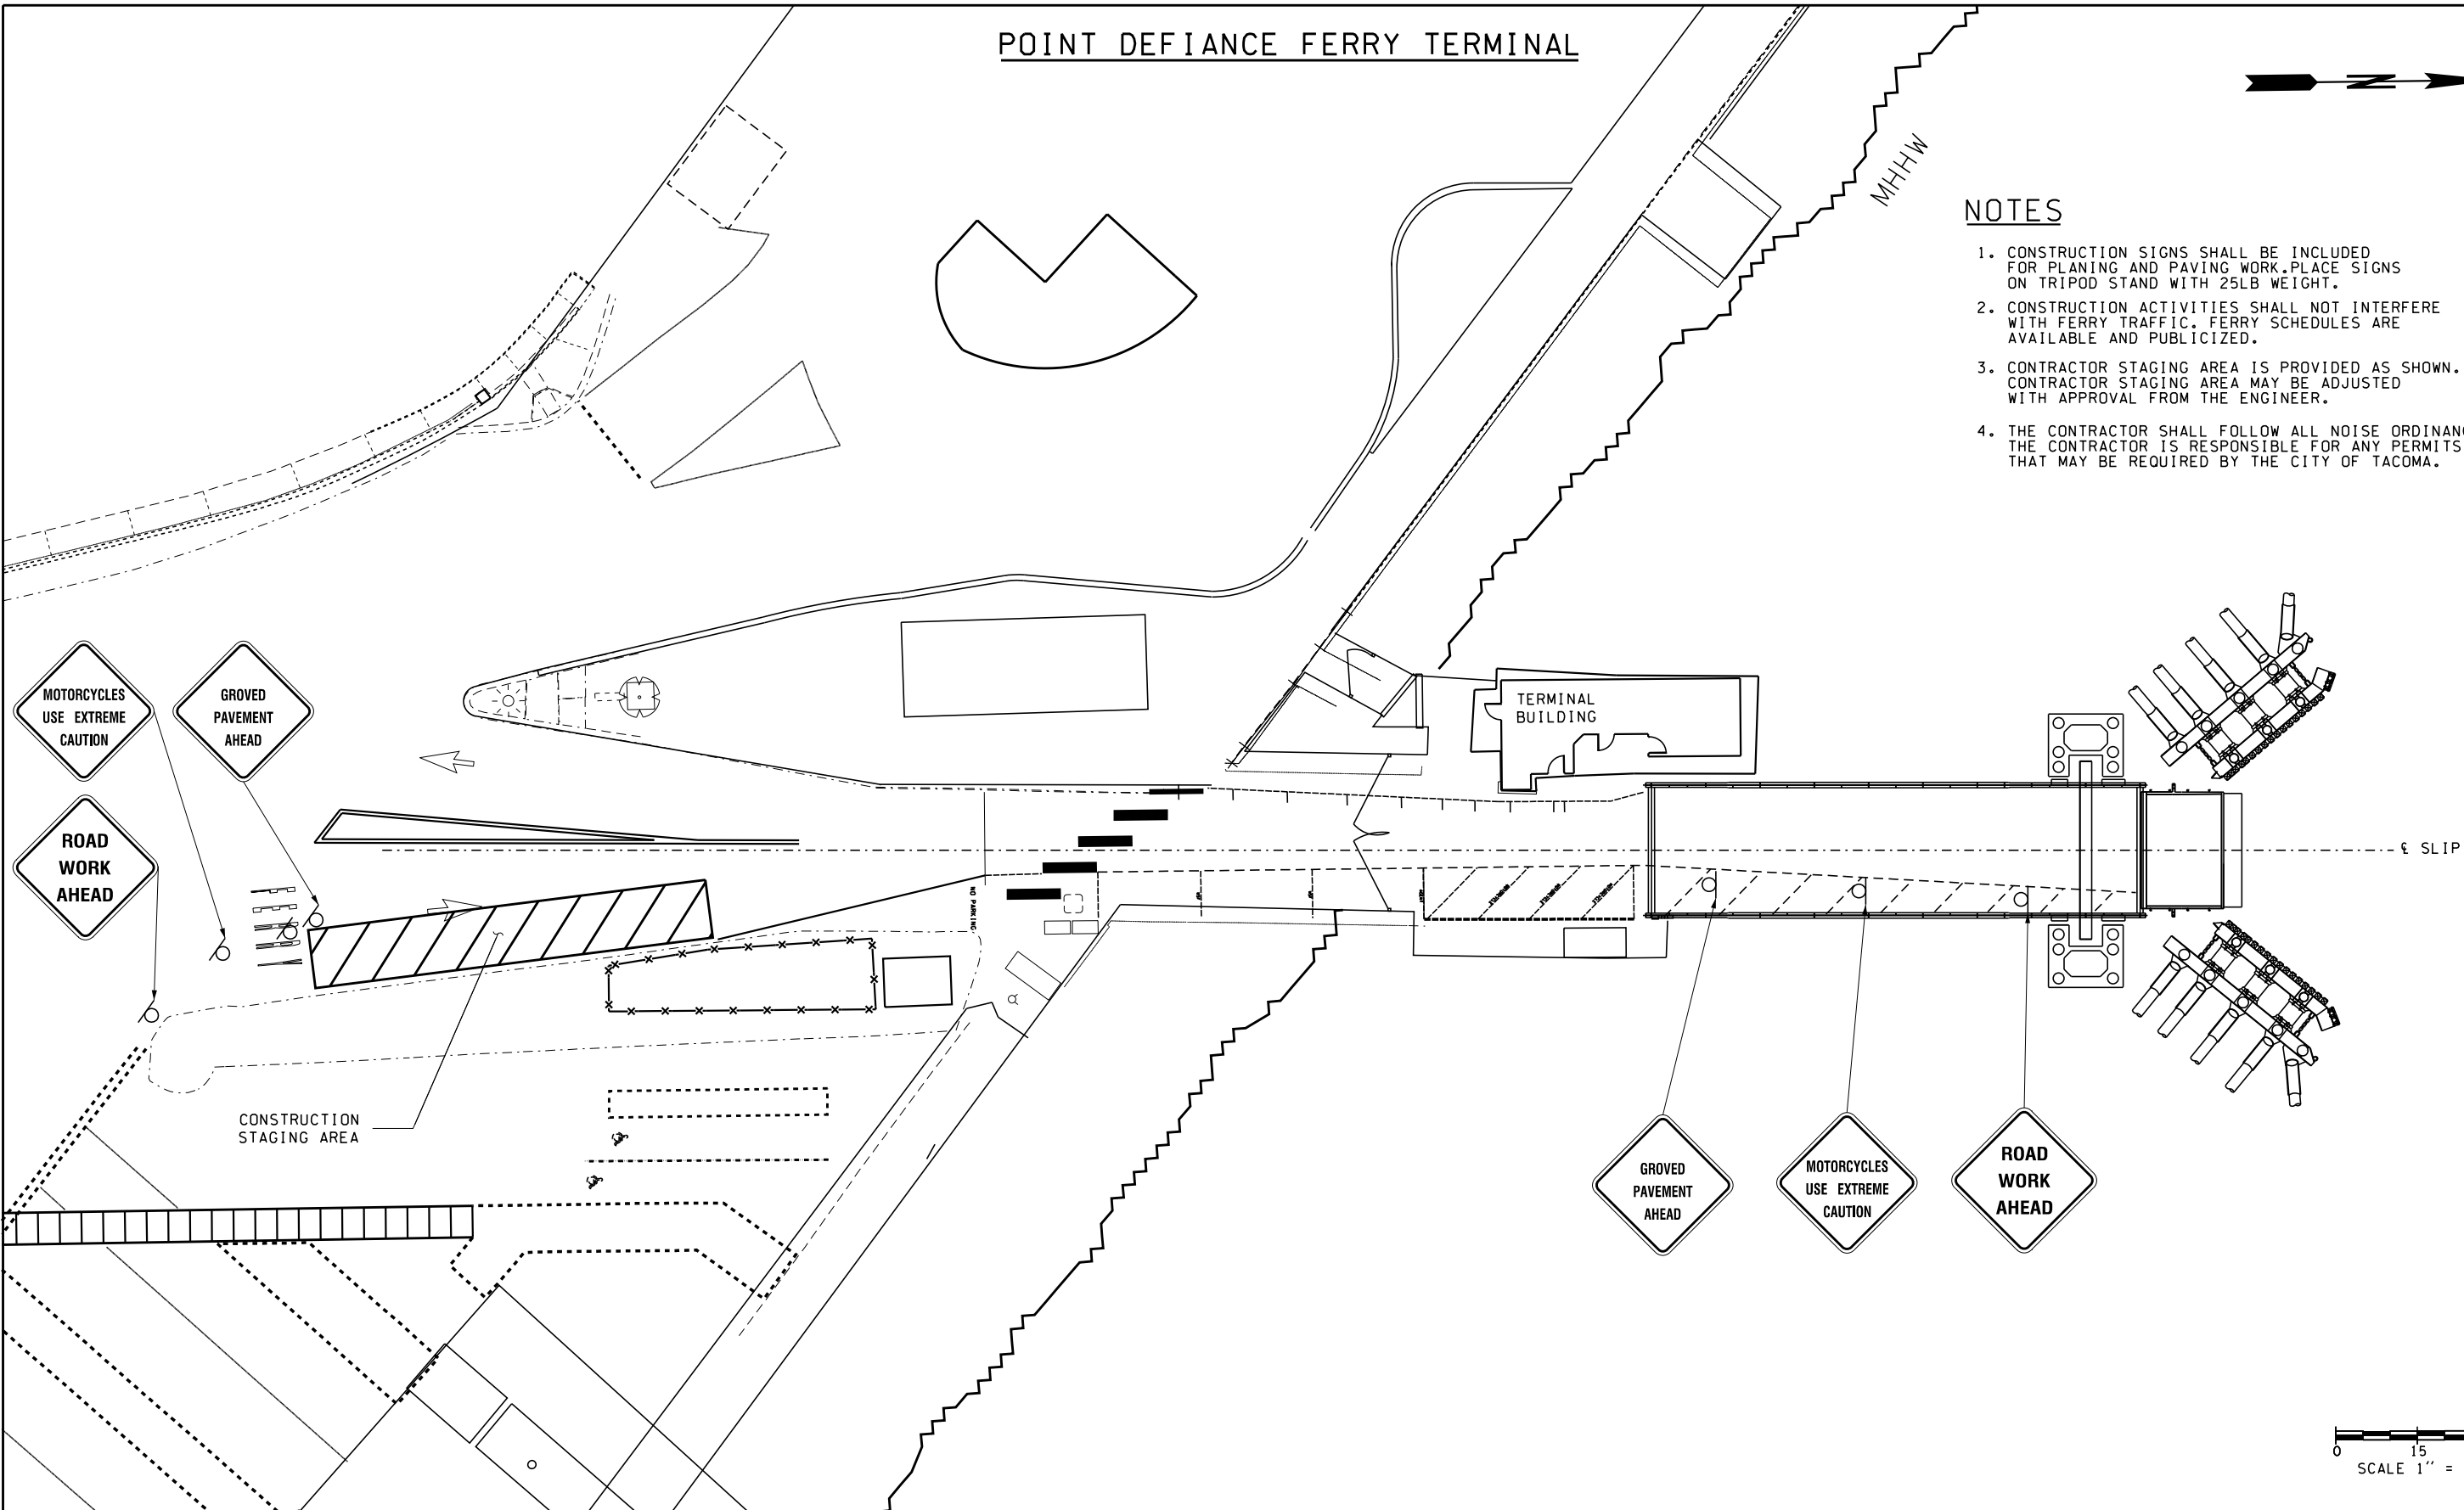 POINT DEFIANCE FERRY TERMINAL
MHHW
NOTES
1. CONSTRUCTION SIGNS SHALL BE INCLUDED
FOR PLANING AND PAVING WORK.PLACE SIGNS
ON TRIPOD STAND WITH 25LB WEIGHT.
2. CONSTRUCTION ACTIVITIES SHALL NOT INTERFERE
WITH FERRY TRAFFIC. FERRY SCHEDULES ARE
AVAILABLE AND PUBLICIZED.
3. CONTRACTOR STAGING AREA IS PROVIDED AS SHOWN.
CONTRACTOR STAGING AREA MAY BE ADJUSTED
WITH APPROVAL FROM THE ENGINEER.
4. THE CONTRACTOR SHALL FOLLOW ALL NOISE ORDINAN
THE CONTRACTOR IS RESPONSIBLE FOR ANY PERMITS
THAT MAY BE REQUIRED BY THE CITY OF TACOMA.
MOTORCYCLES
USE EXTREME
CAUTION
GROVED
PAVEMENT
AHEAD
ROAD
WORK
AHEAD
TERMINAL
BUILDING
℄ SLIP
NO PARKING
CONSTRUCTION
STAGING AREA
GROVED
PAVEMENT
AHEAD
MOTORCYCLES
USE EXTREME
CAUTION
ROAD
WORK
AHEAD
0 15
SCALE 1'' =